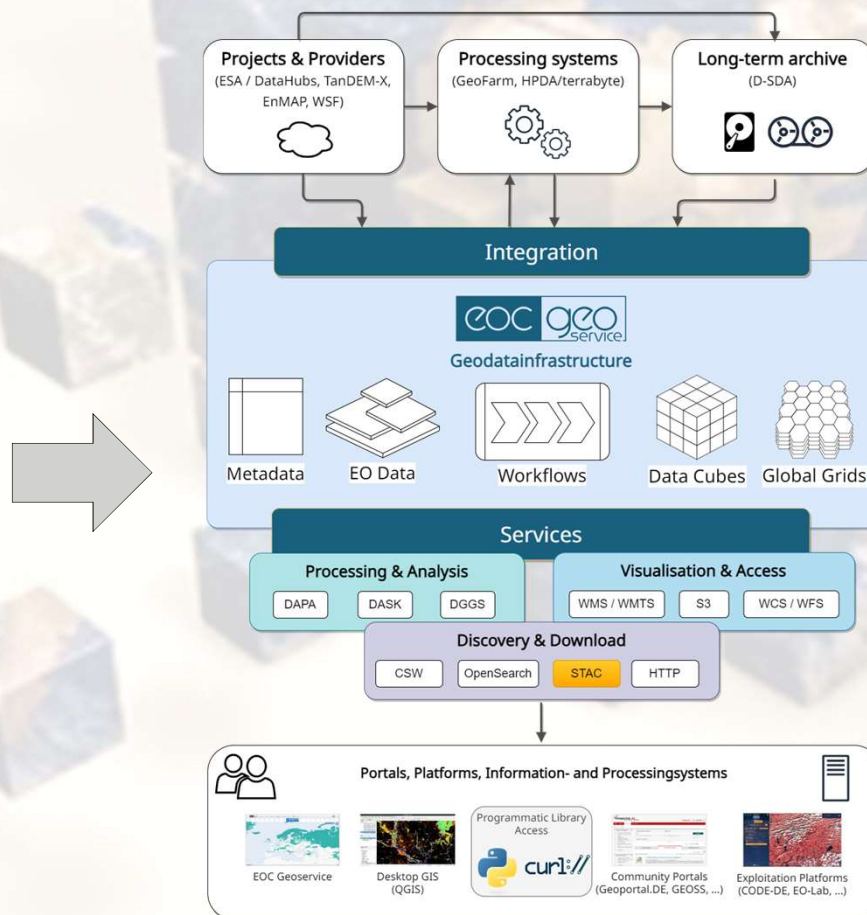 Projects & Providers
(ESA / DataHubs, TanDEM-X,
EnMAP, WSF)
Processing systems
(GeoFarm, HPDA/terrabyte)
Long-term archive
(D-SDA)
Integration
eoc geo
service
Geodatainfrastructure
Metadata
EO Data
Workflows
Data Cubes
Global Grids
Services
Processing & Analysis
DAPA
DASK
DGGS
Visualisation & Access
WMS / WMTS
S3
WCS / WFS
Discovery & Download
CSW
OpenSearch
STAC
HTTP
Portals, Platforms, Information- and Processingsystems
EOC Geoservice
Desktop GIS
(QGIS)
Programmatic Library
Access
curl://
Community Portals
(Geoportal.DE, GEOSS, ...)
Exploitation Platforms
(CODE-DE, EO-Lab, ...)